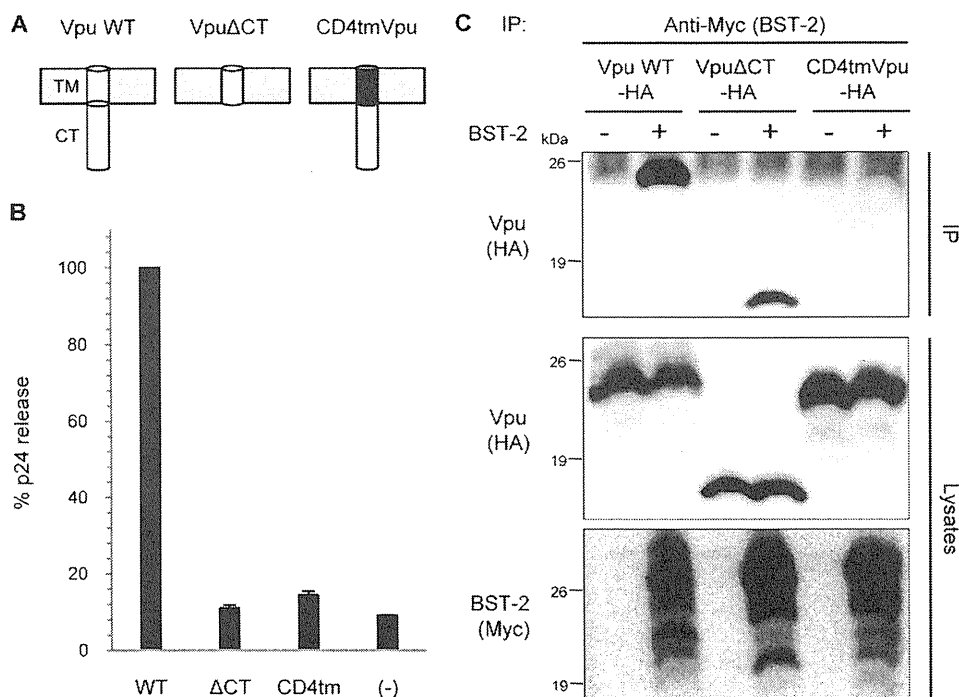 A
Vpu WT VpuΔCT CD4tmVpu
TM
CT
B
% p24 release
100
80
60
40
20
0
WT ΔCT CD4tm (-)
C IP: Anti-Myc (BST-2)
Vpu WT -HA
VpuΔCT -HA
CD4tmVpu -HA
BST-2 - + - + - +
kDa
26
Vpu (HA)
19
IP
26
Vpu (HA)
19
Lysates
26
BST-2 (Myc)
19